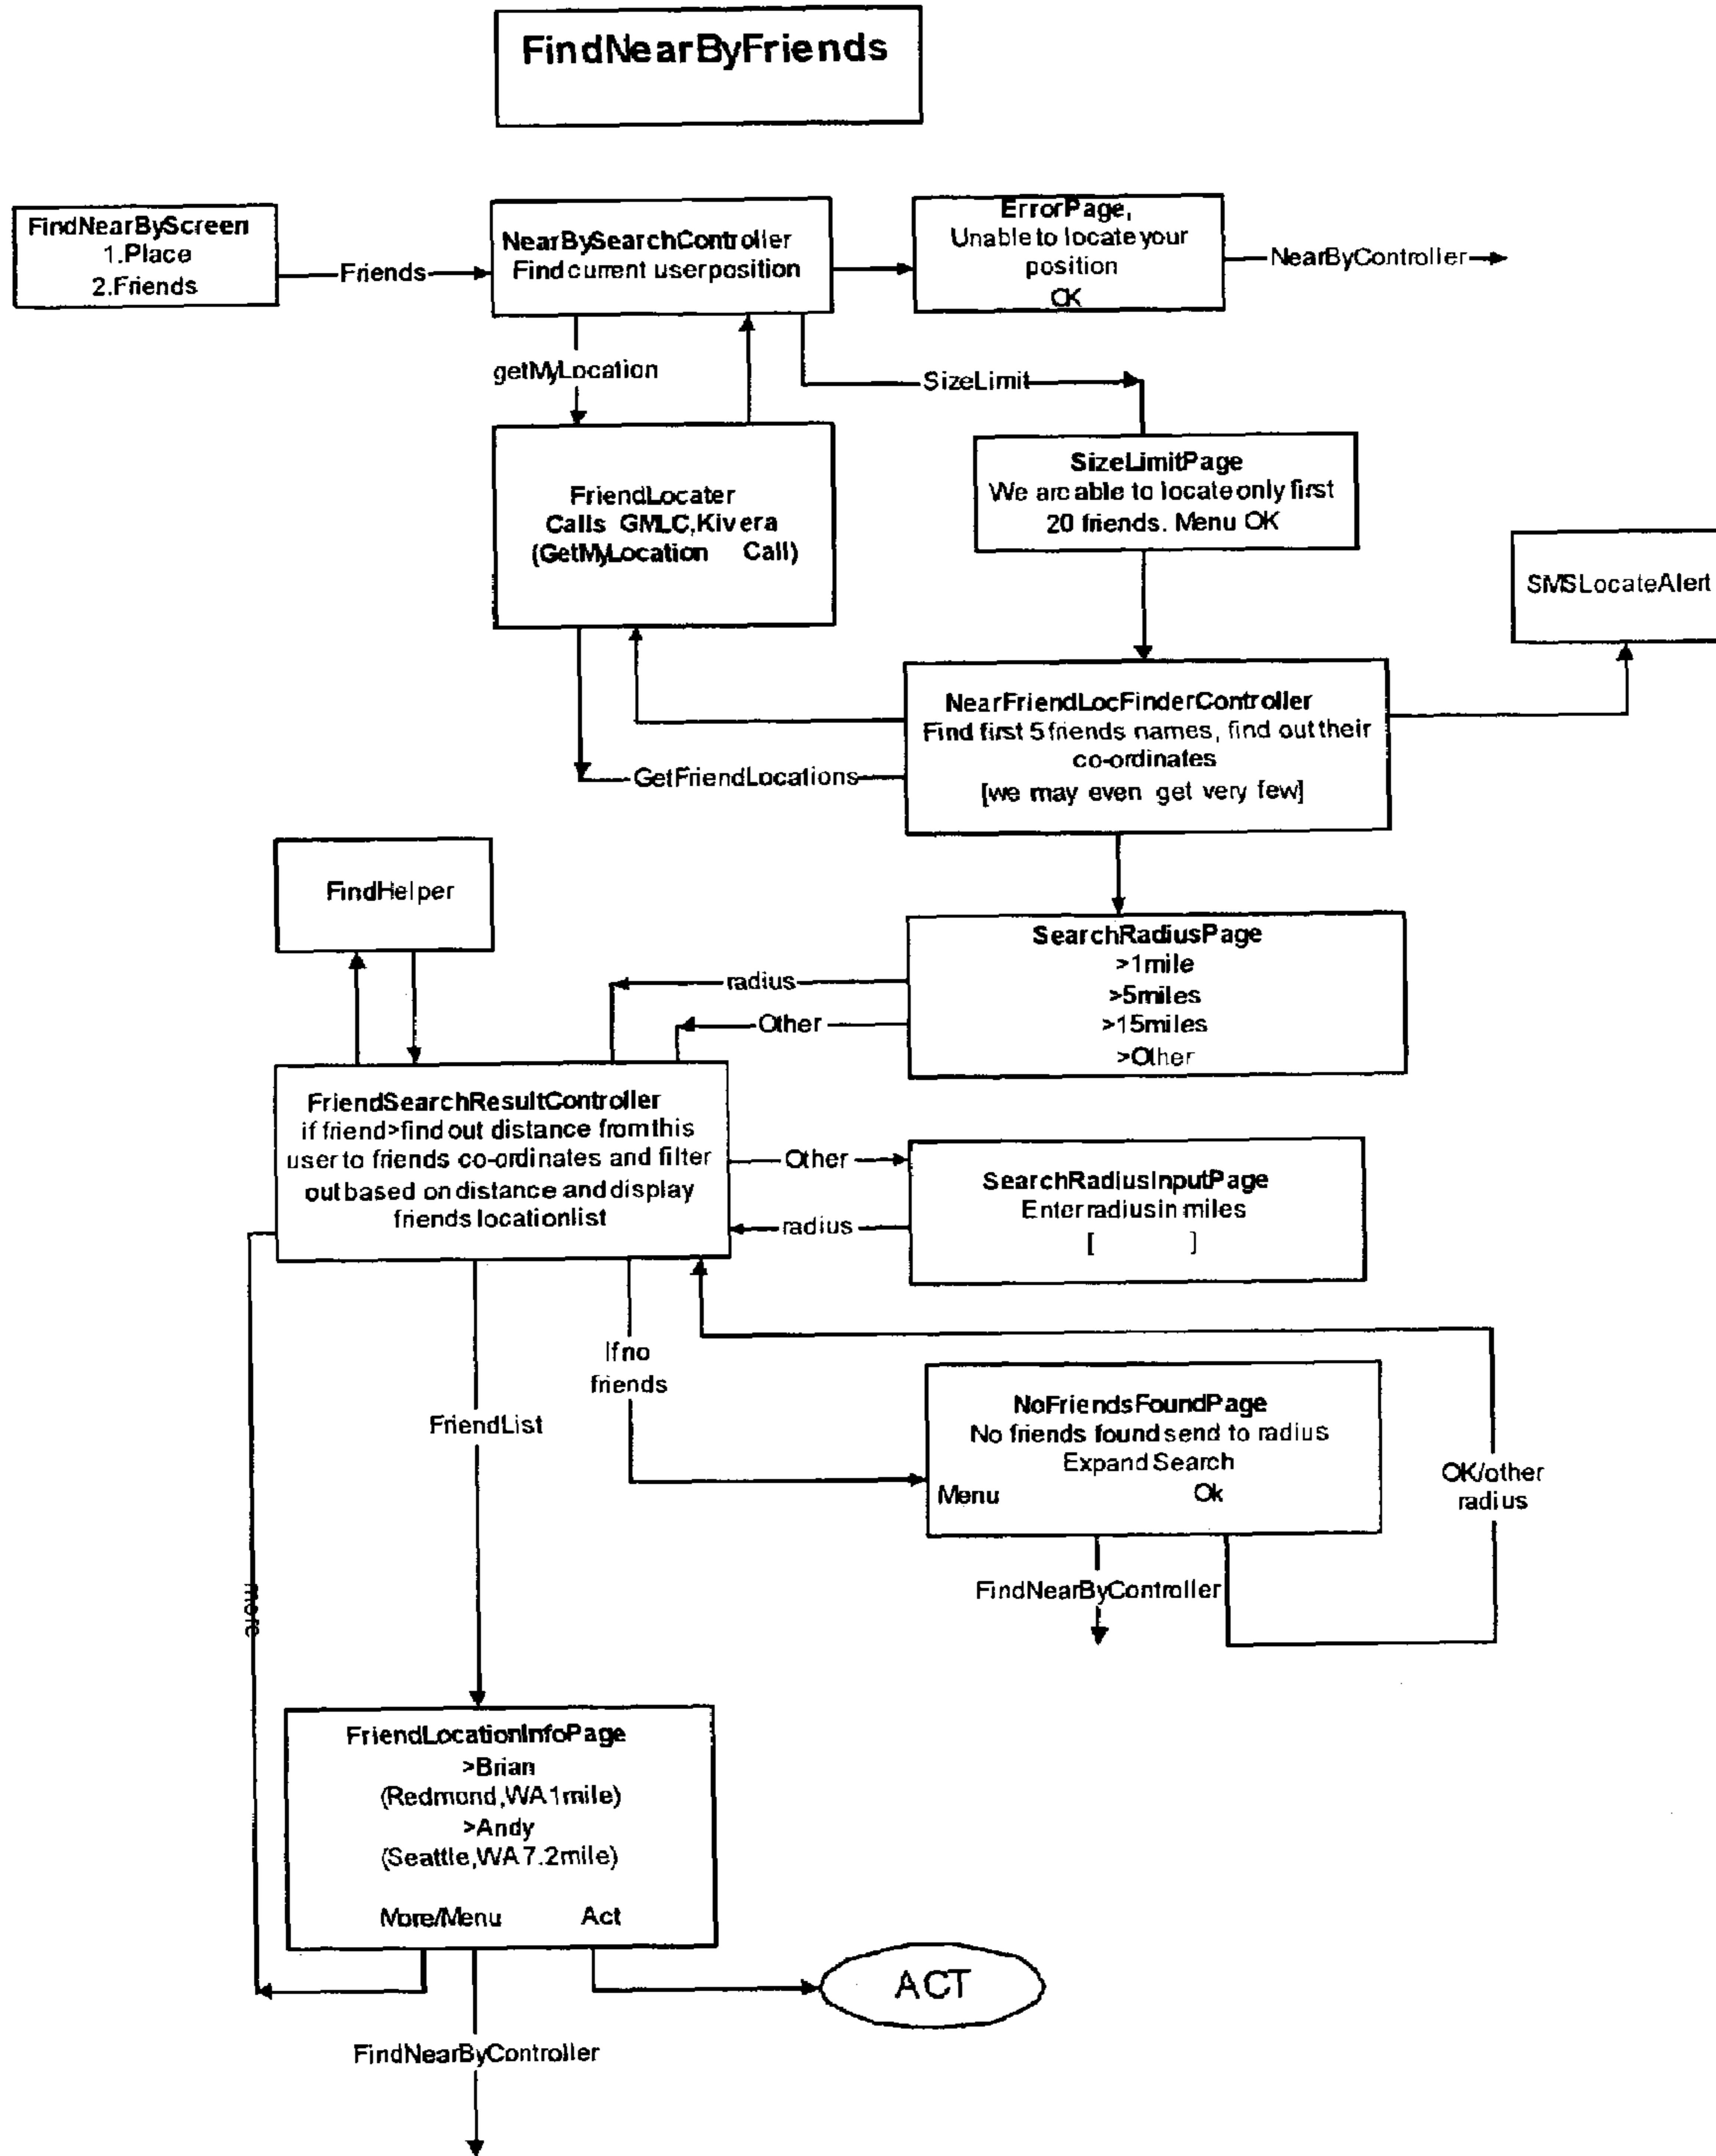 FindNearByFriends
FindNearByScreen
1.Place
2.Friends
Friends
NearBySearchController
Find current user position
ErrorPage,
Unable to locate your
position
OK
NearByController
getMyLocation
SizeLimit
FriendLocater
Calls GMLC,Kivera
(GetMyLocation Call)
SizeLimitPage
We are able to locate only first
20 friends. Menu OK
SMSLocateAlert
NearFriendLocFinderController
Find first 5 friends names, find out their
co-ordinates
[we may even get very few]
GetFriendLocations
FindHelper
SearchRadiusPage
>1mile
>5miles
>15miles
>Other
radius
Other
FriendSearchResultController
if friend>find out distance from this
user to friends co-ordinates and filter
out based on distance and display
friends location list
Other
radius
SearchRadiusInputPage
Enter radius in miles
[ ]
If no
friends
FriendList
NoFriendsFoundPage
No friends found send to radius
Expand Search
Menu Ok
OK/other
radius
FindNearByController
more
FriendLocationInfoPage
>Brian
(Redmond,WA 1mile)
>Andy
(Seattle,WA 7.2mile)
More/Menu Act
ACT
FindNearByController